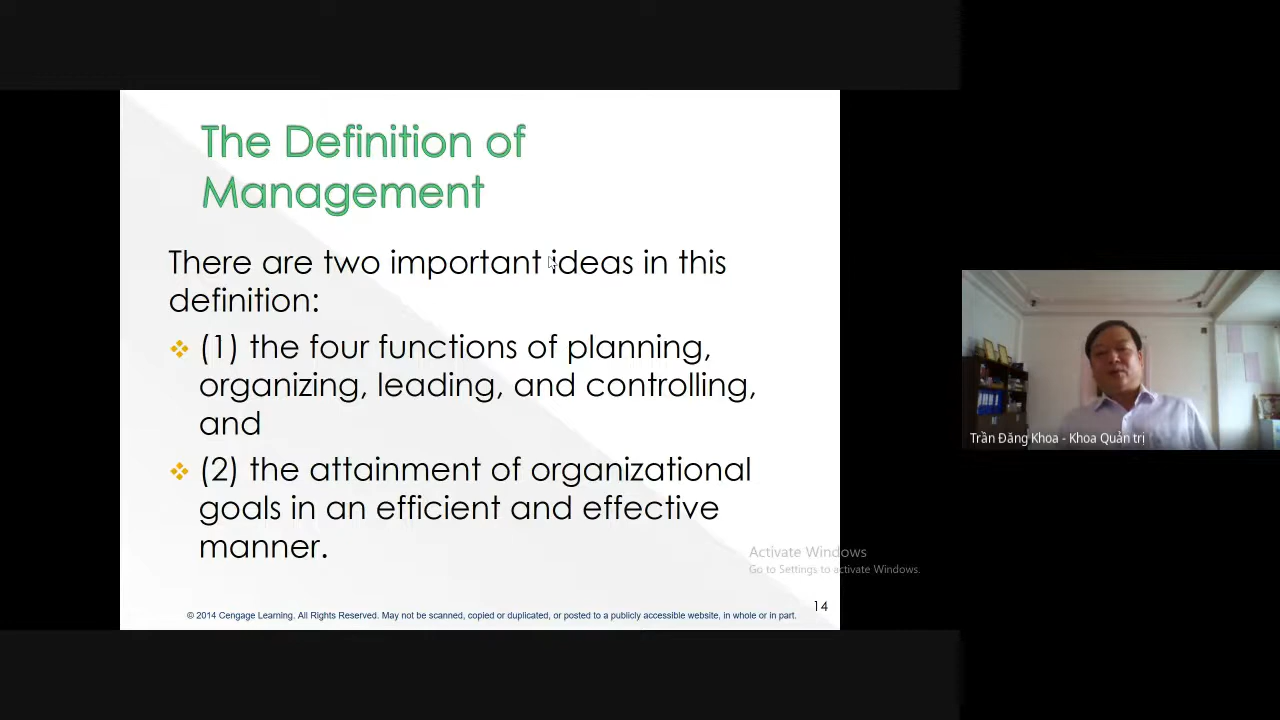 The Definition of
Management
There are two important ideas in this
definition:
(1) the four functions of planning,
organizing, leading, and controlling,
and
(2) the attainment of organizational
goals in an efficient and effective
manner.
Activate Windows
Go to Settings to activate Windows.
14
© 2014 Cengage Learning. All Rights Reserved. May not be scanned, copied or duplicated, or posted to a publicly accessible website, in whole or in part.
Trần Đăng Khoa - Khoa Quản trị